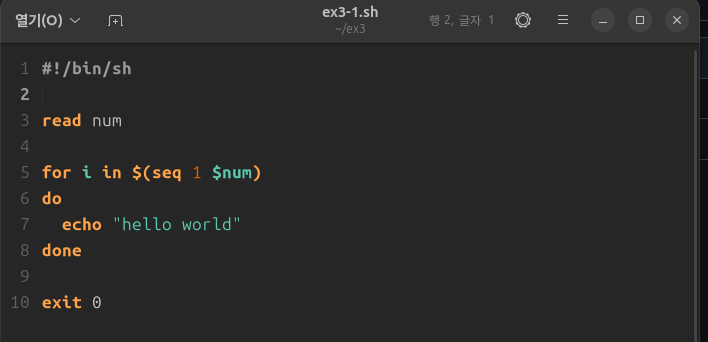 열기(O)
ex3-1.sh
~/ex3
행 2, 글자 1
1 #!/bin/sh
2
3 read num
4
5 for i in $(seq 1 $num)
6 do
7   echo "hello world"
8 done
9
10 exit 0